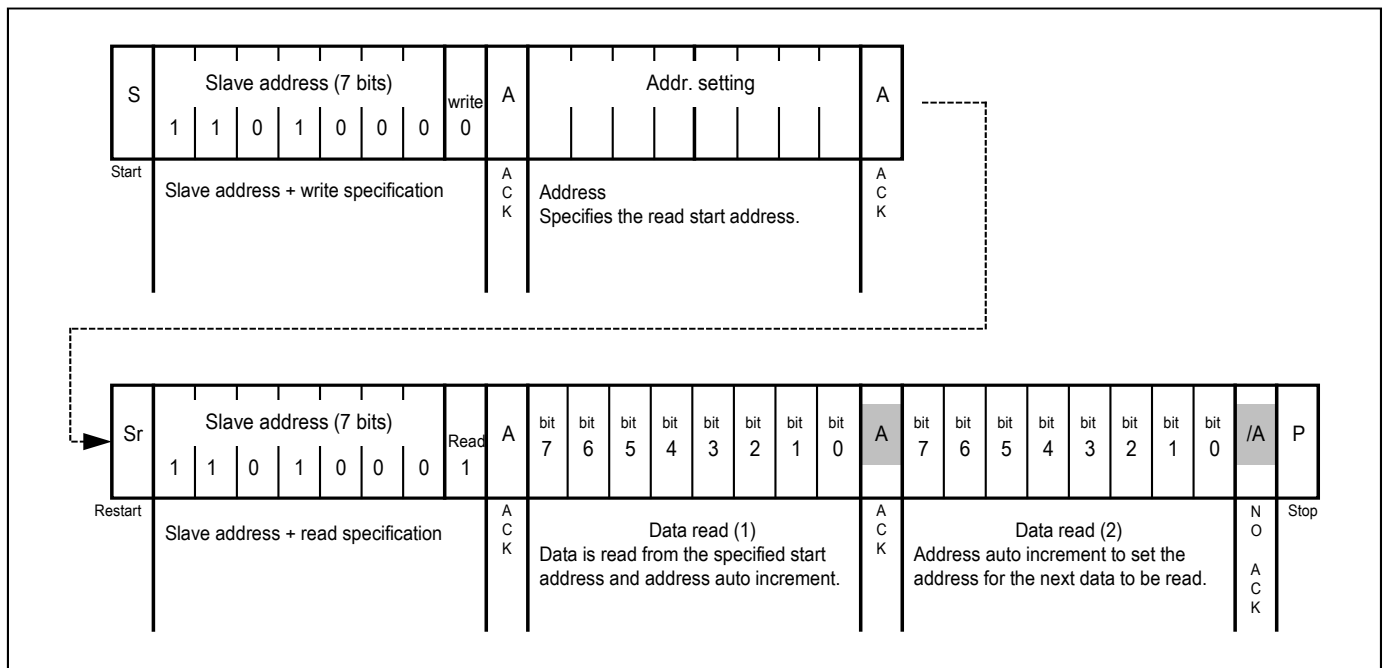 S Slave address (7 bits) write A Addr. setting A
1 1 0 1 0 0 0 0
Start
Slave address + write specification
A C K
Address
Specifies the read start address.
A C K
Sr Slave address (7 bits) Read A bit 7 bit 6 bit 5 bit 4 bit 3 bit 2 bit 1 bit 0 A bit 7 bit 6 bit 5 bit 4 bit 3 bit 2 bit 1 bit 0 /A P
1 1 0 1 0 0 0 1
Restart
Slave address + read specification
A C K
Data read (1)
Data is read from the specified start
address and address auto increment.
A C K
Data read (2)
Address auto increment to set the
address for the next data to be read.
N O A C K
Stop